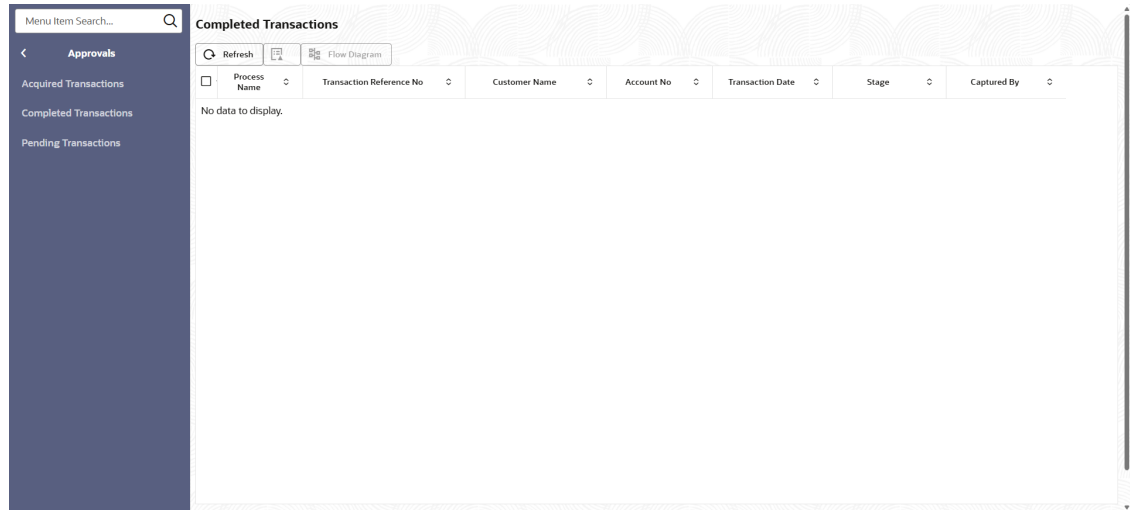 Menu Item Search...
Approvals
Acquired Transactions
Completed Transactions
Pending Transactions
Completed Transactions
Refresh
Flow Diagram
Process Name
Transaction Reference No
Customer Name
Account No
Transaction Date
Stage
Captured By
No data to display.